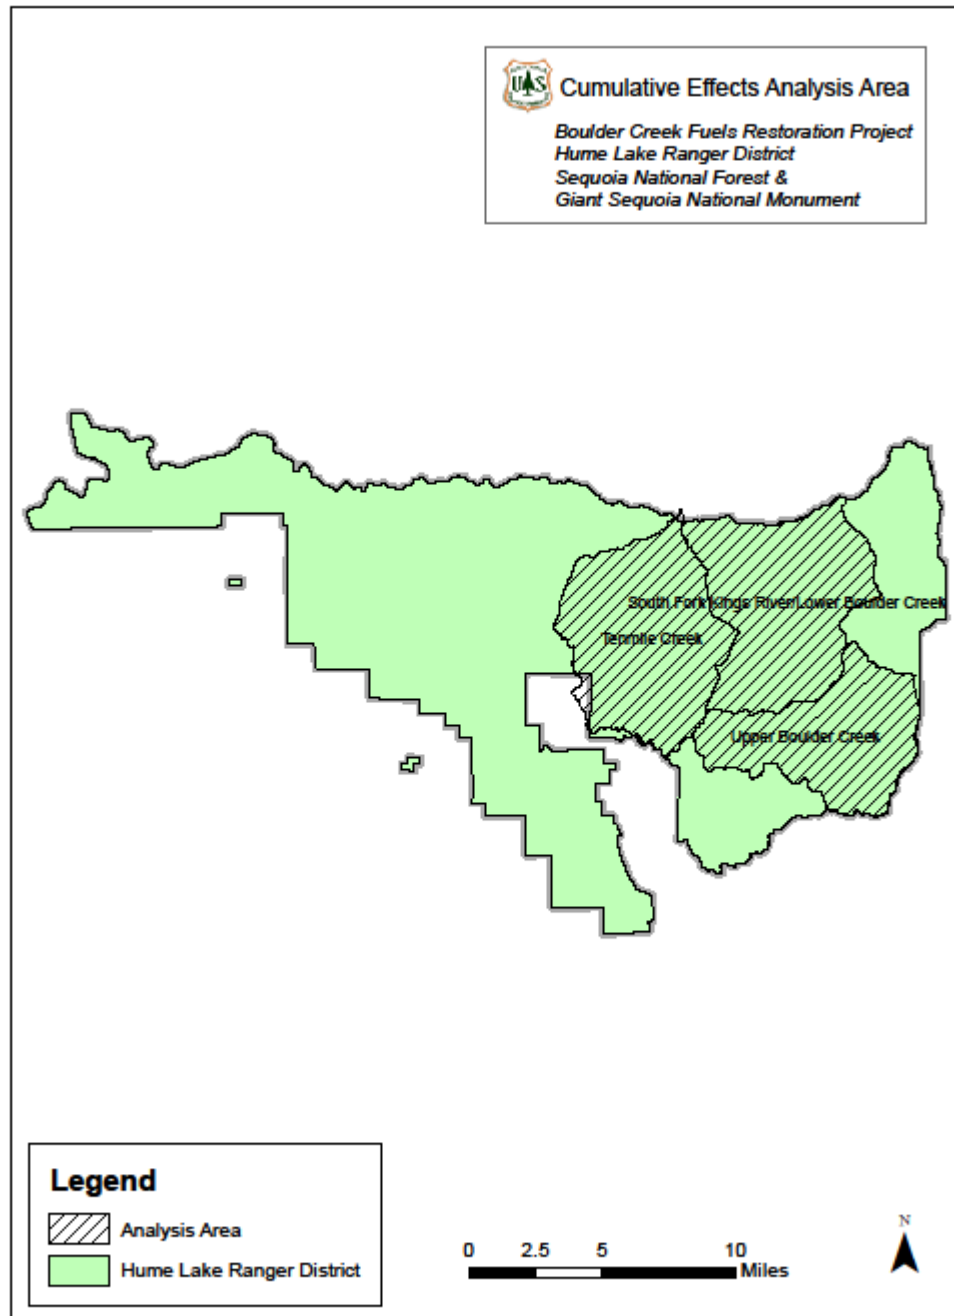 US
Cumulative Effects Analysis Area
Boulder Creek Fuels Restoration Project
Hume Lake Ranger District
Sequoia National Forest &
Giant Sequoia National Monument
South Fork Kings River/Lower Boulder Creek
Tenmile Creek
Upper Boulder Creek
Legend
Analysis Area
Hume Lake Ranger District
0 2.5 5 10
Miles
N